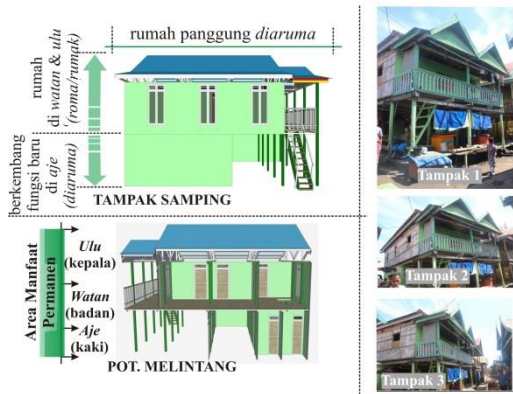 rumah panggung diaruma
rumah
di watan & ulu
(roma/rumak)
berkembang
fungsi baru
di aje
(diaruma)
TAMPAK SAMPING
Area Manfaat
Permanen
Ulu
(kepala)
Watan
(badan)
Aje
(kaki)
POT. MELINTANG
Tampak 1
Tampak 2
Tampak 3